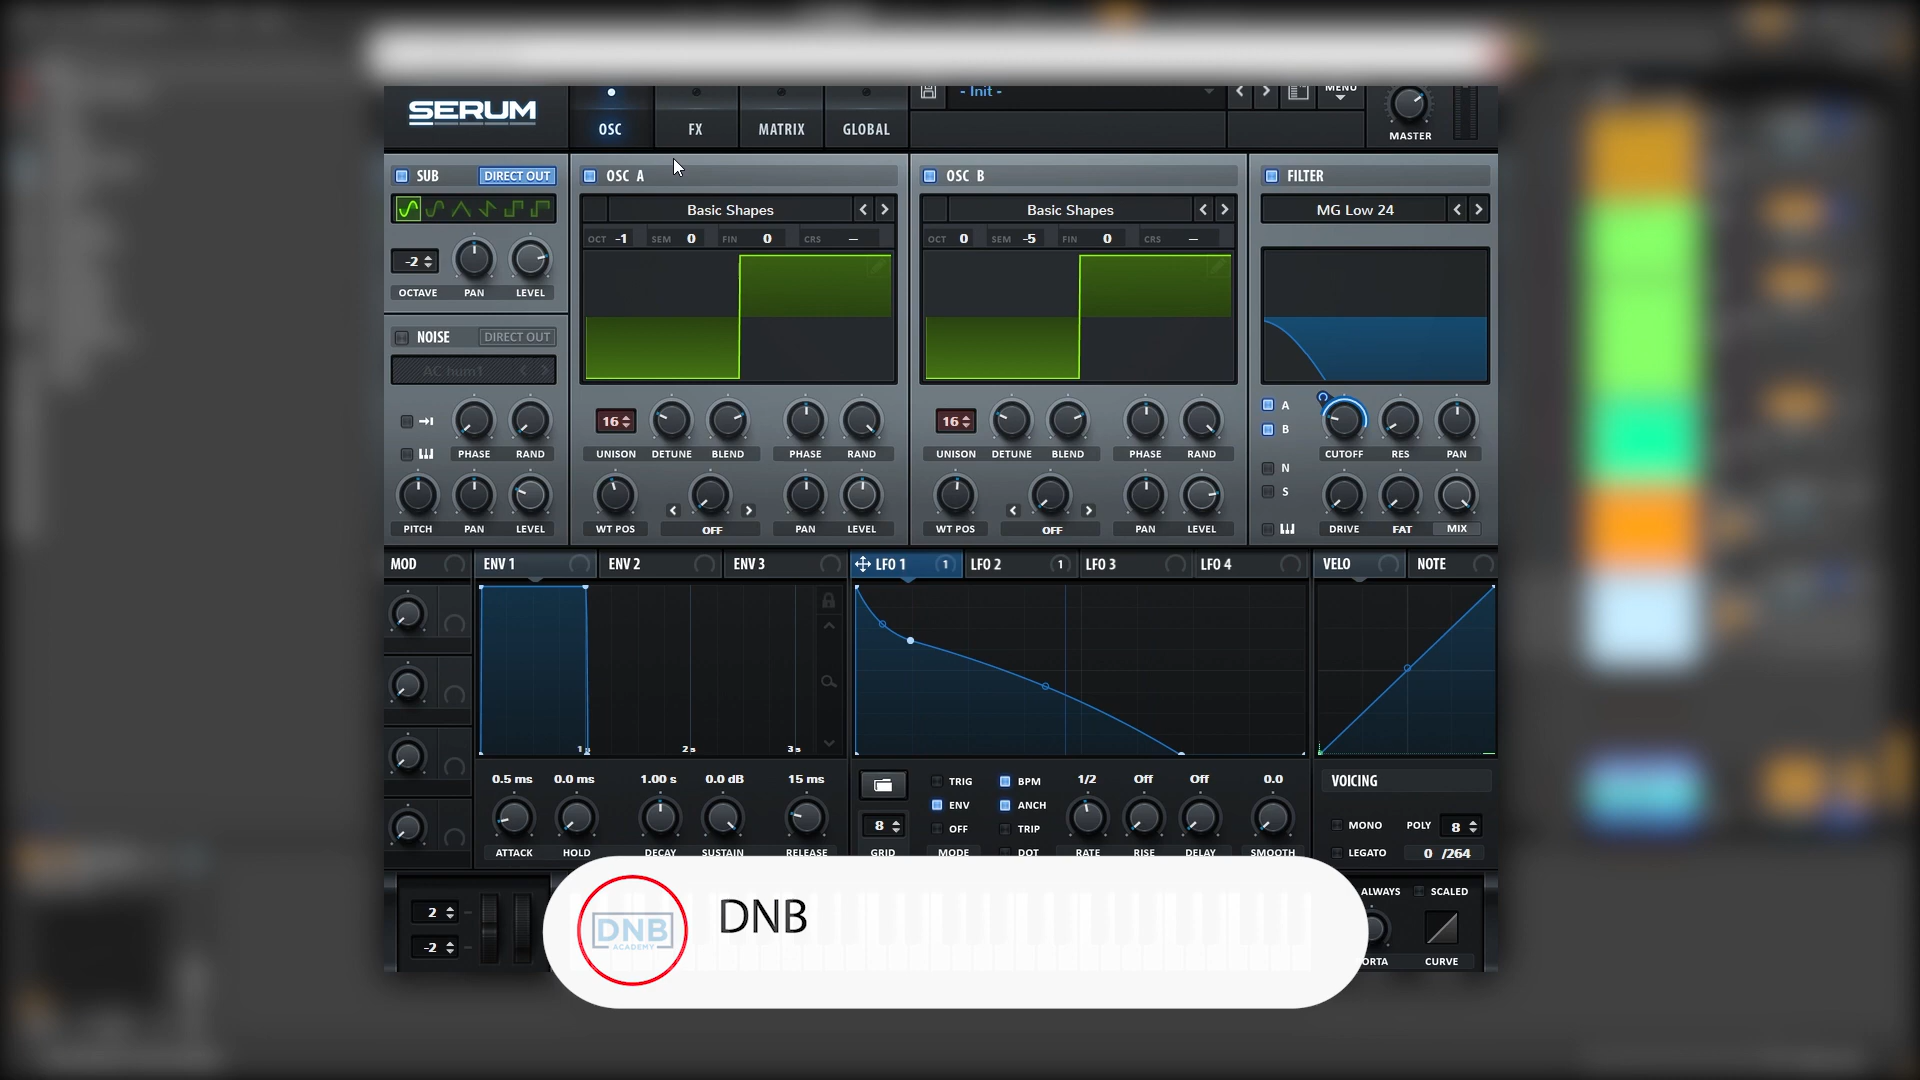 SERUM
OSC
FX
MATRIX
GLOBAL
- Init -
MENU
MASTER
SUB
DIRECT OUT
-2
OCTAVE
PAN
LEVEL
NOISE
DIRECT OUT
AC hum1
PHASE
RAND
PITCH
PAN
LEVEL
OSC A
Basic Shapes
OCT -1 SEM 0 FIN 0 CRS --
16
UNISON
DETUNE
BLEND
PHASE
RAND
WT POS
OFF
PAN
LEVEL
OSC B
Basic Shapes
OCT 0 SEM -5 FIN 0 CRS --
16
UNISON
DETUNE
BLEND
PHASE
RAND
WT POS
OFF
PAN
LEVEL
FILTER
MG Low 24
A
B
N
S
CUTOFF
RES
PAN
DRIVE
FAT
MIX
MOD
ENV 1
ENV 2
ENV 3
LFO 1
1
LFO 2
1
LFO 3
LFO 4
VELO
NOTE
2s
3s
0.5 ms
0.0 ms
1.00 s
0.0 dB
15 ms
ATTACK
HOLD
DECAY
SUSTAIN
RELEASE
8
GRID
TRIG
ENV
OFF
MODE
BPM
ANCH
TRIP
DOT
1/2
Off
Off
0.0
RATE
RISE
DELAY
SMOOTH
VOICING
MONO
POLY
8
LEGATO
0 /264
ALWAYS
SCALED
ORTA
CURVE
2
-2
DNB
ACADEMY
DNB